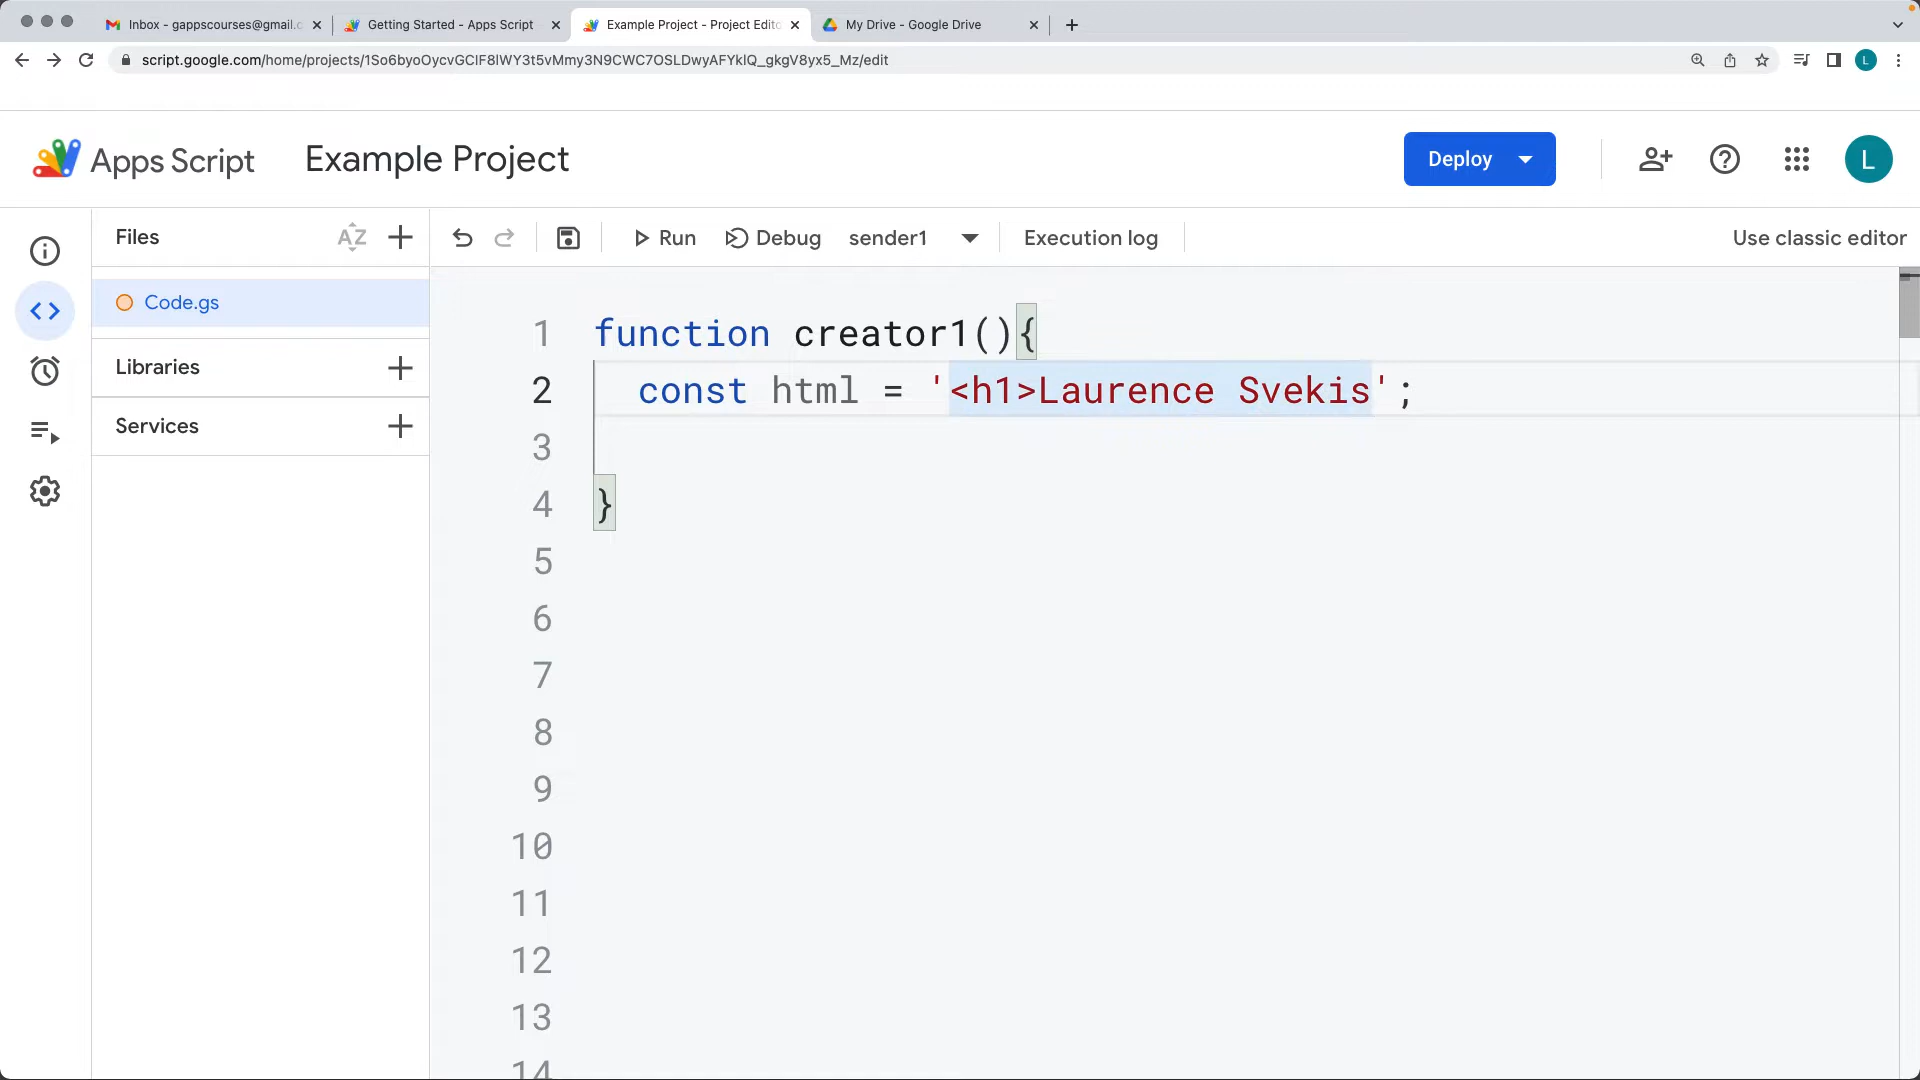 Inbox - gappscourses@gmail.c
Getting Started - Apps Script
Example Project - Project Edito
My Drive - Google Drive
script.google.com/home/projects/1So6byoOycvGClF8lWY3t5vMmy3N9CWC7OSLDwyAFYklQ_gkgV8yx5_Mz/edit
L
Apps Script
Example Project
Deploy
L
Files
AZ
Run
Debug
sender1
Execution log
Use classic editor
Code.gs
Libraries
Services
1 function creator1(){
2 const html = '<h1>Laurence Svekis';
3
4 }
5
6
7
8
9
10
11
12
13
14